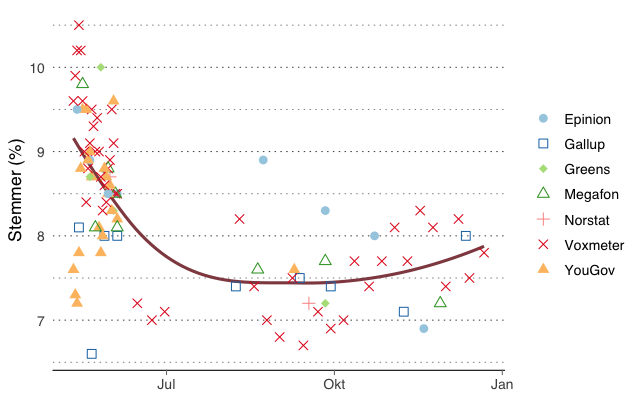 Stemmer (%)
10
9
8
7
Jul
Okt
Jan
Epinion
Gallup
Greens
Megafon
Norstat
Voxmeter
YouGov